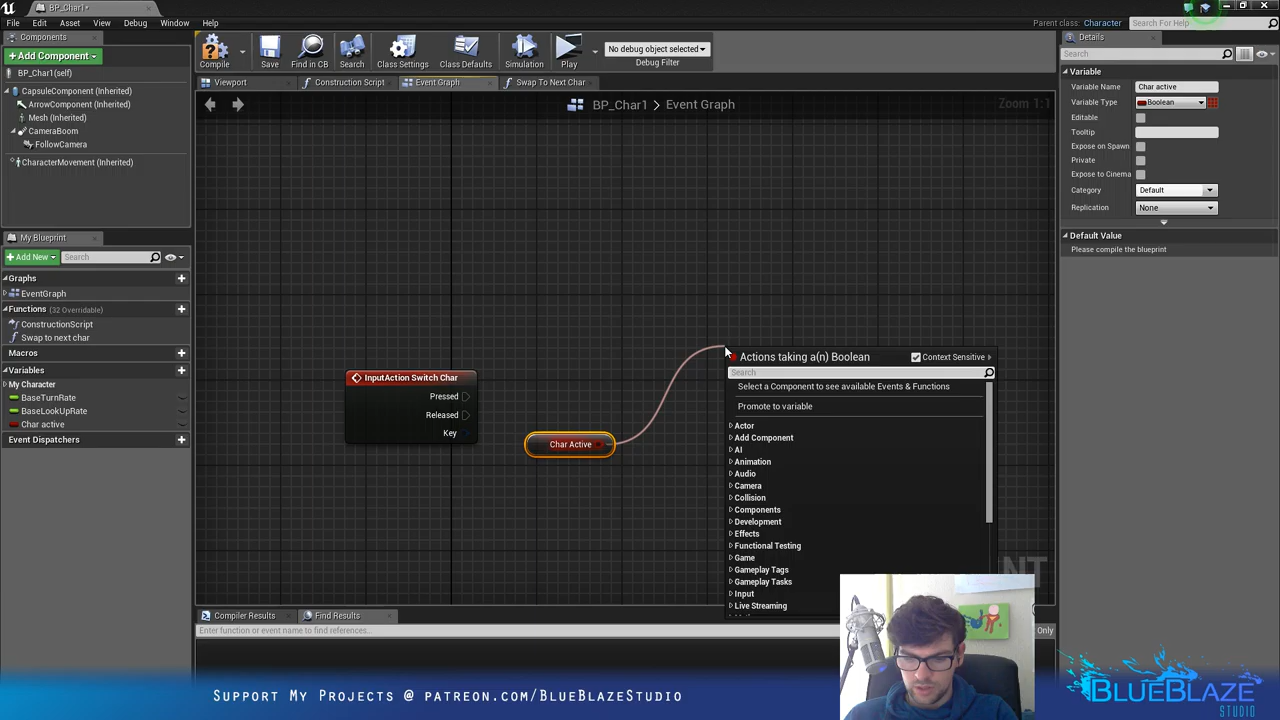 BP_Char1*
File Edit Asset View Debug Window Help
Parent class: Character
Search For Help
Components
+Add Component
BP_Char1(self)
CapsuleComponent (Inherited)
ArrowComponent (Inherited)
Mesh (Inherited)
CameraBoom
FollowCamera
CharacterMovement (Inherited)
My Blueprint
+Add New
Search
Graphs
EventGraph
Functions (32 Overridable)
ConstructionScript
Swap to next char
Macros
Variables
My Character
BaseTurnRate
BaseLookUpRate
Char active
Event Dispatchers
Compile Save Find in CB Search Class Settings Class Defaults Simulation Play
No debug object selected
Debug Filter
Viewport Construction Script Event Graph Swap To Next Char
BP_Char1 > Event Graph
Zoom 1:1
InputAction Switch Char
Pressed
Released
Key
Char Active
Actions taking a(n) Boolean
Context Sensitive
Search
Select a Component to see available Events & Functions
Promote to variable
Actor
Add Component
AI
Animation
Audio
Camera
Collision
Components
Development
Effects
Functional Testing
Game
Gameplay Tags
Gameplay Tasks
Input
Live Streaming
NT
Compiler Results Find Results
Enter function or event name to find references...
Only
Details
Search
Variable
Variable Name Char active
Variable Type Boolean
Editable
Tooltip
Expose on Spawn
Private
Expose to Cinema
Category Default
Replication None
Default Value
Please compile the blueprint
Support My Projects @ patreon.com/BlueBlazeStudio
BlueBlaze
Studio